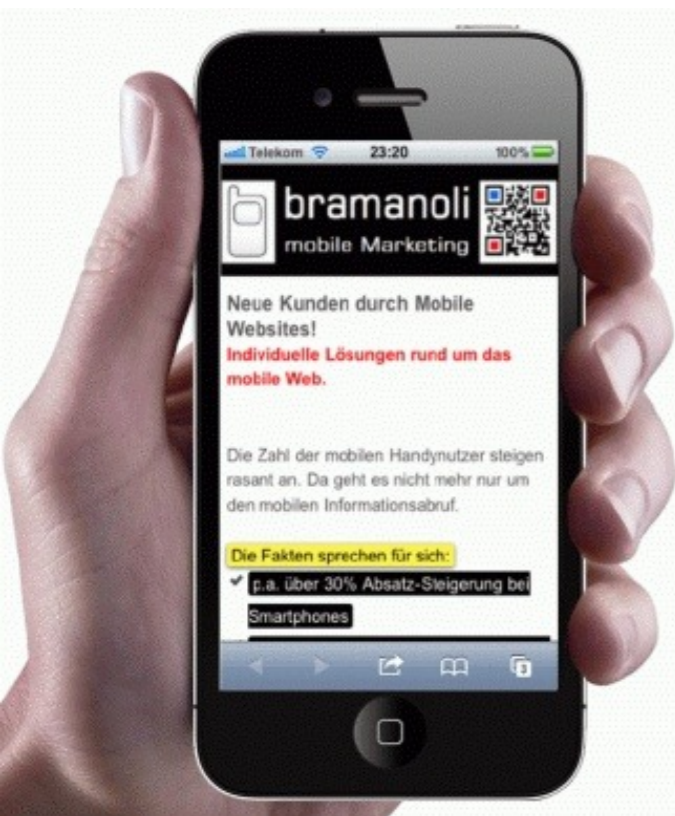 Telekom 23:20 100%
bramanoli
mobile Marketing
Neue Kunden durch Mobile
Websites!
Individuelle Lösungen rund um das
mobile Web.
Die Zahl der mobilen Handynutzer steigen
rasant an. Da geht es nicht mehr nur um
den mobilen Informationsabruf.
Die Fakten sprechen für sich:
p.a. über 30% Absatz-Steigerung bei
Smartphones
3